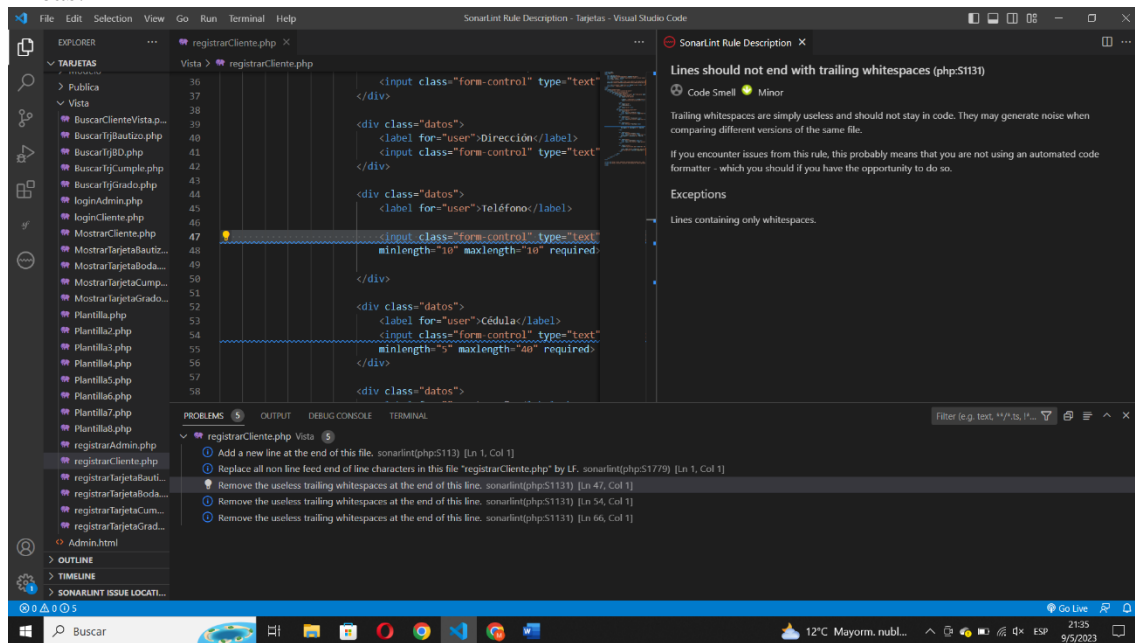 File Edit Selection View Go Run Terminal Help
SonarLint Rule Description - Tarjetas - Visual Studio Code
EXPLORER
TARJETAS
> Publica
Vista
BuscarClienteVista.p...
BuscarTrjBautizo.php
BuscarTrjBD.php
BuscarTrjCumple.php
BuscarTrjGrado.php
loginAdmin.php
loginCliente.php
MostrarCliente.php
MostrarTarjetaBautiz...
MostrarTarjetaBoda....
MostrarTarjetaCump...
MostrarTarjetaGrado...
Plantilla.php
Plantilla2.php
Plantilla3.php
Plantilla4.php
Plantilla5.php
Plantilla6.php
Plantilla7.php
Plantilla8.php
registrarAdmin.php
registrarCliente.php
registrarTarjetaBauti...
registrarTarjetaBoda....
registrarTarjetaCum...
registrarTarjetaGrad...
<> Admin.html
> OUTLINE
> TIMELINE
> SONARLINT ISSUE LOCATI...
registrarCliente.php
Vista > registrarCliente.php
36 <input class="form-control" type="text"
37 </div>
38
39 <div class="datos">
40 <label for="user">Dirección</label>
41 <input class="form-control" type="text"
42 </div>
43
44 <div class="datos">
45 <label for="user">Teléfono</label>
46
47 <input class="form-control" type="text"
48 minlength="10" maxlength="10" required>
49
50 </div>
51
52 <div class="datos">
53 <label for="user">Cédula</label>
54 <input class="form-control" type="text"
55 minlength="5" maxlength="40" required>
56 </div>
57
58 <div class="datos">
SonarLint Rule Description
Lines should not end with trailing whitespaces (php:S1131)
Code Smell Minor
Trailing whitespaces are simply useless and should not stay in code. They may generate noise when
comparing different versions of the same file.
If you encounter issues from this rule, this probably means that you are not using an automated code
formatter - which you should if you have the opportunity to do so.
Exceptions
Lines containing only whitespaces.
PROBLEMS 5 OUTPUT DEBUG CONSOLE TERMINAL
Filter (e.g. text, **/*.ts, !*...
registrarCliente.php Vista 5
Add a new line at the end of this file. sonarlint(php:S113) [Ln 1, Col 1]
Replace all non line feed end of line characters in this file "registrarCliente.php" by LF. sonarlint(php:S1779) [Ln 1, Col 1]
Remove the useless trailing whitespaces at the end of this line. sonarlint(php:S1131) [Ln 47, Col 1]
Remove the useless trailing whitespaces at the end of this line. sonarlint(php:S1131) [Ln 54, Col 1]
Remove the useless trailing whitespaces at the end of this line. sonarlint(php:S1131) [Ln 66, Col 1]
0 0 5
Go Live
Buscar
12°C Mayorm. nubl...
ESP
21:35
9/5/2023